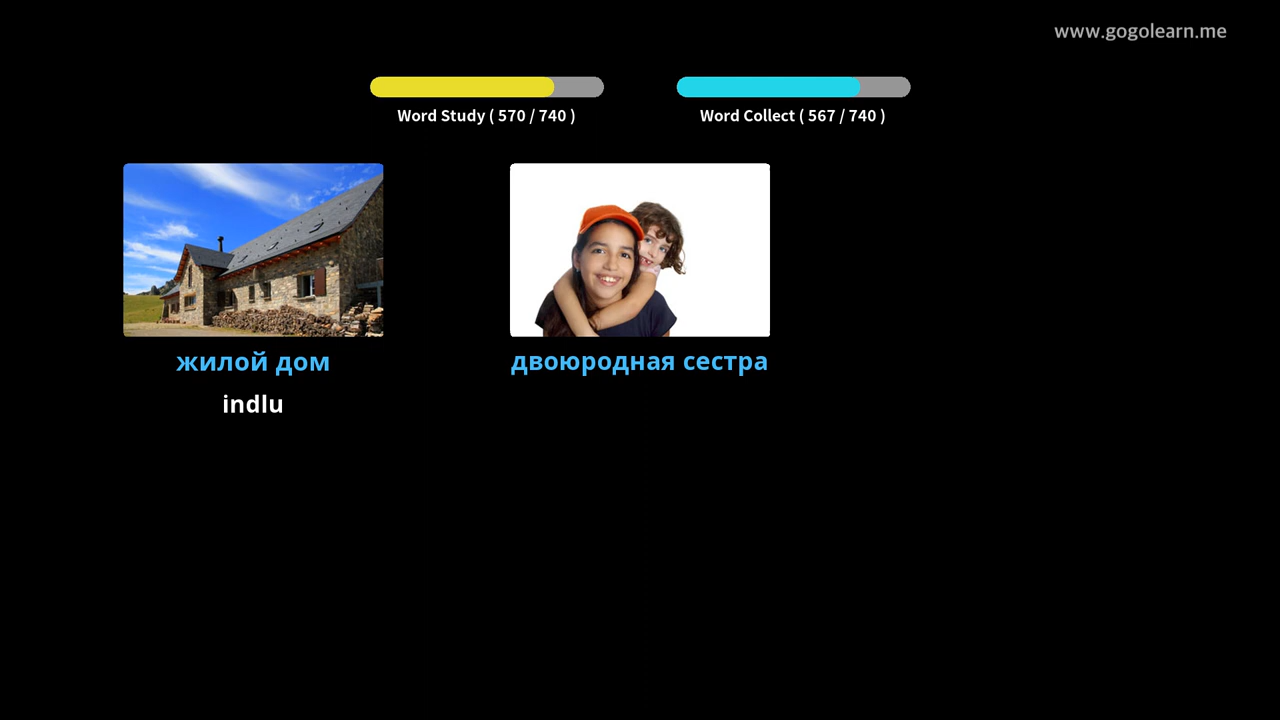 www.gogolearn.me
Word Study ( 570 / 740 )
Word Collect ( 567 / 740 )
жилой дом
двоюродная сестра
indlu